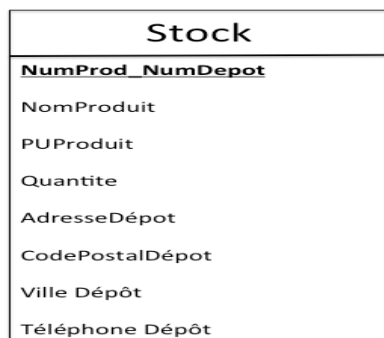 Stock
NumProd_NumDepot
NomProduit
PUProduit
Quantite
AdresseDépot
CodePostalDépot
Ville Dépôt
Téléphone Dépôt